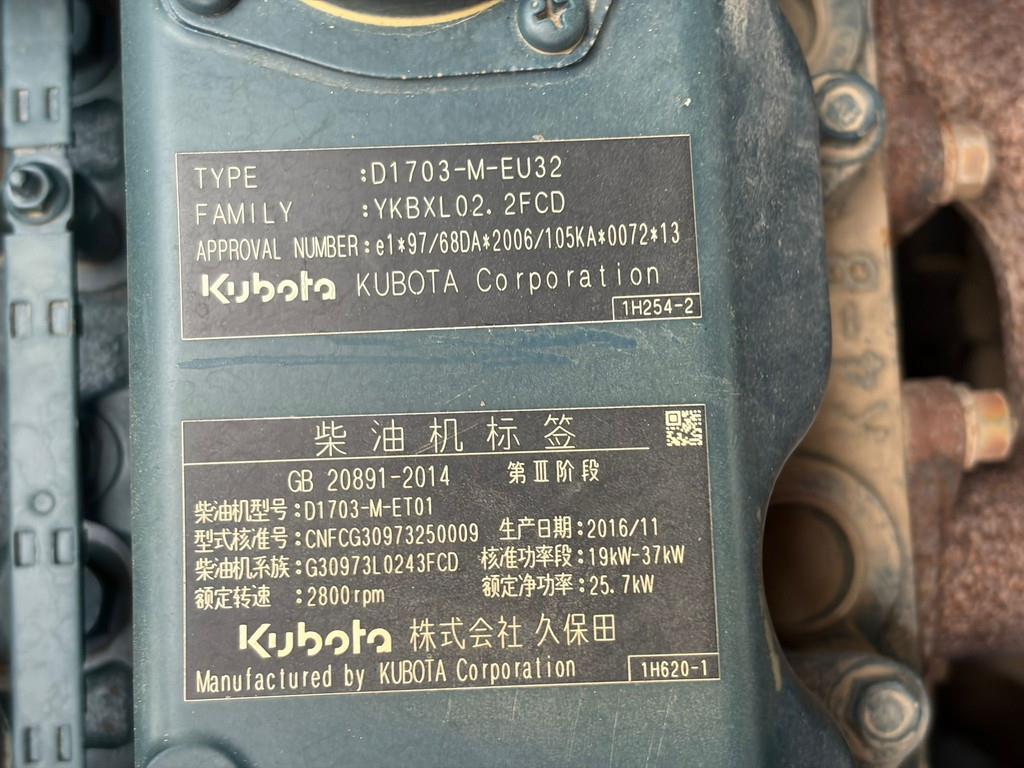 TYPE :D1703-M-EU32
FAMILY :YKBXL02.2FCD
APPROVAL NUMBER:e1*97/68DA*2006/105KA*0072*13
Kubota KUBOTA Corporation
1H254-2
柴油机标签
GB 20891-2014 第Ⅲ阶段
柴油机型号:D1703-M-ET01
型式核准号:CNFCG30973250009 生产日期:2016/11
柴油机系族:G30973L0243FCD 核准功率段:19kW-37kW
额定转速 :2800rpm 额定净功率:25.7kW
Kubota 株式会社 久保田
Manufactured by KUBOTA Corporation 1H620-1